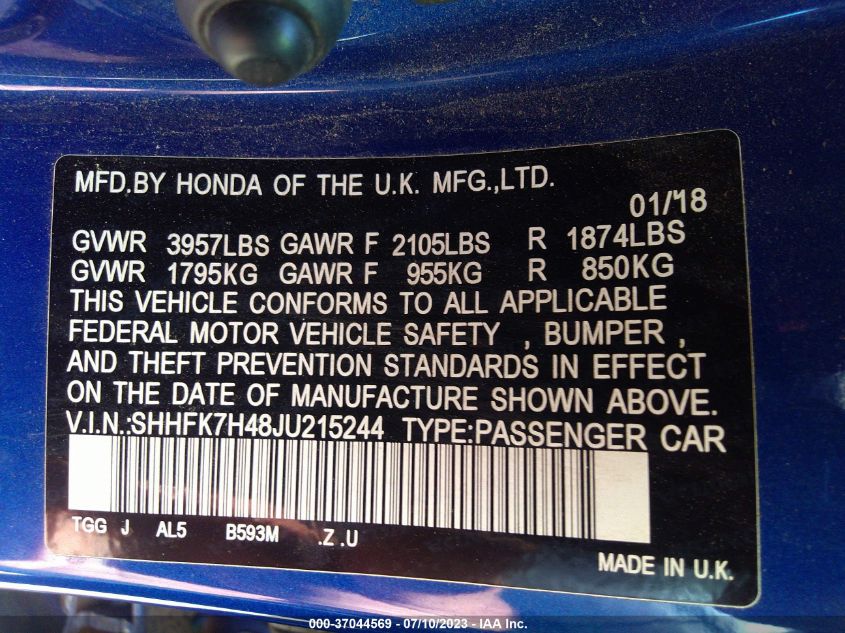 MFD.BY HONDA OF THE U.K. MFG.,LTD.
01/18
GVWR 3957LBS GAWR F 2105LBS R 1874LBS
GVWR 1795KG GAWR F 955KG R 850KG
THIS VEHICLE CONFORMS TO ALL APPLICABLE
FEDERAL MOTOR VEHICLE SAFETY , BUMPER ,
AND THEFT PREVENTION STANDARDS IN EFFECT
ON THE DATE OF MANUFACTURE SHOWN ABOVE.
V.I.N.:SHHFK7H48JU215244 TYPE:PASSENGER CAR
TGG J AL5 B593M .Z .U
MADE IN U.K.
000-37044569 - 07/10/2023 - © IAA Inc.